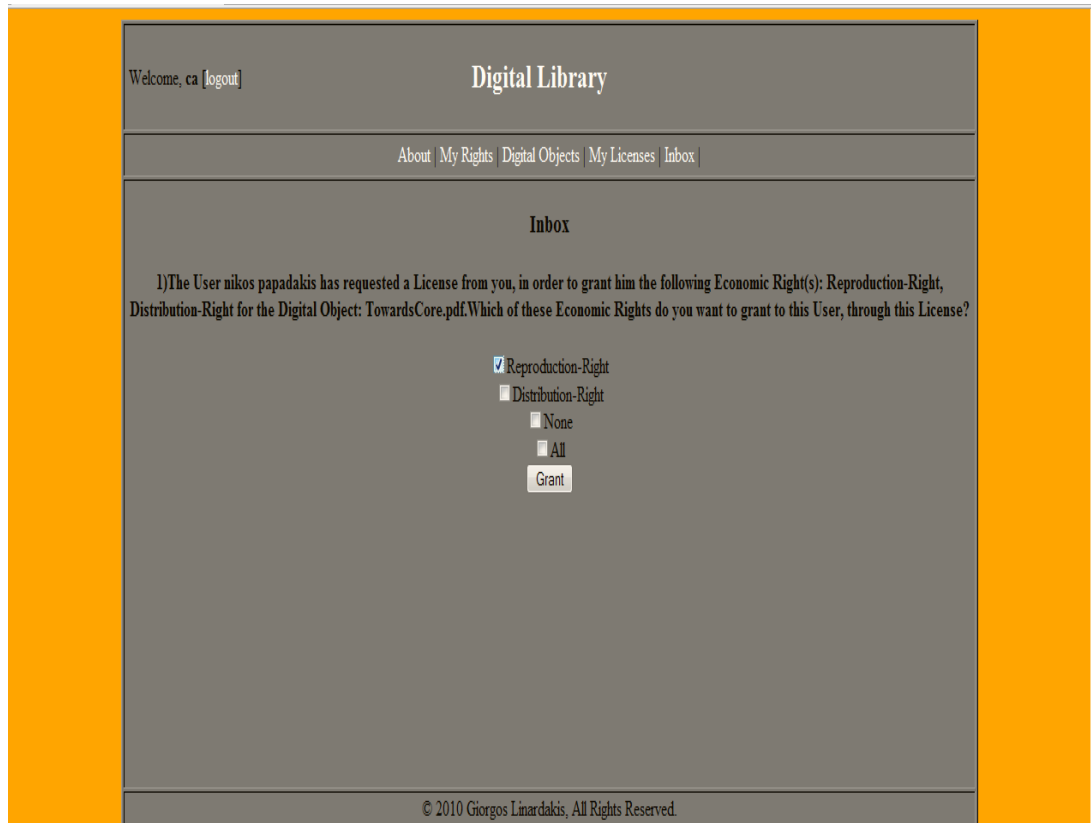 Welcome, ca [logout]
Digital Library
About | My Rights | Digital Objects | My Licenses | Inbox |
Inbox
1)The User nikos papadakis has requested a License from you, in order to grant him the following Economic Right(s): Reproduction-Right,
Distribution-Right for the Digital Object: TowardsCore.pdf.Which of these Economic Rights do you want to grant to this User, through this License?
Reproduction-Right
Distribution-Right
None
All
Grant
© 2010 Giorgos Linardakis, All Rights Reserved.